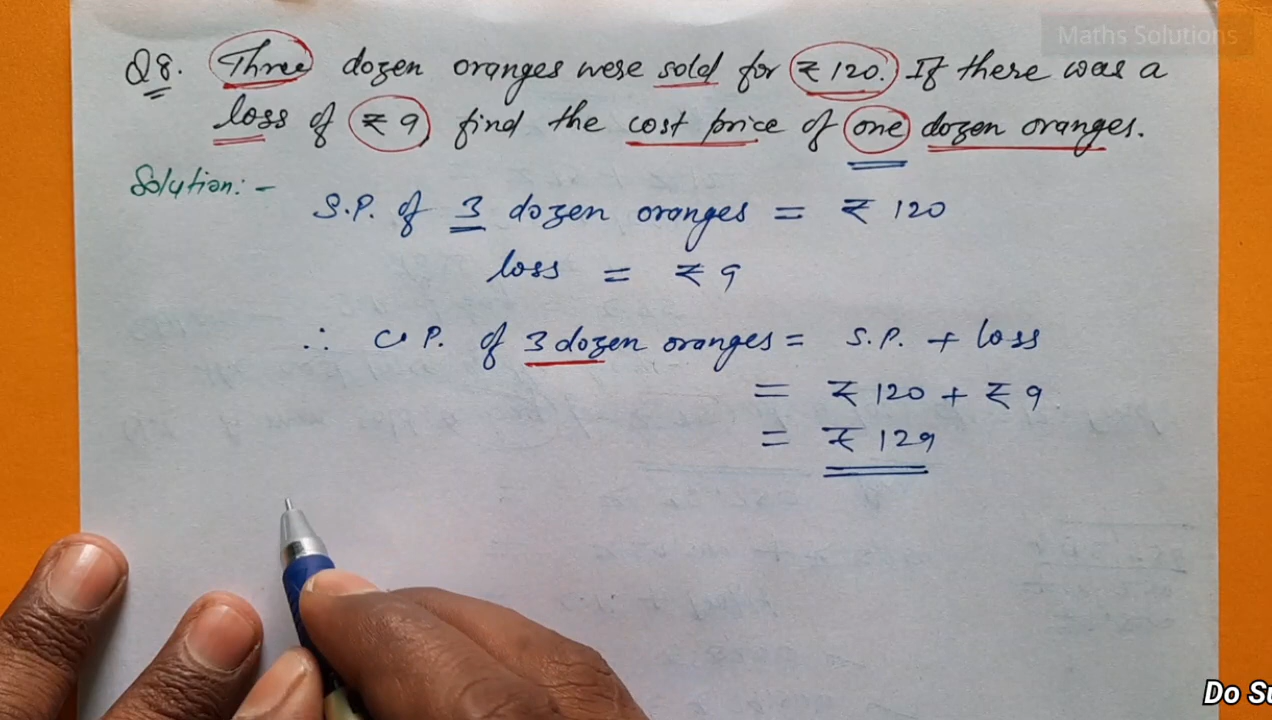 Maths Solutions
Q8. Three dozen oranges were sold for ₹120. If there was a
loss of ₹9, find the cost price of one dozen oranges.
Solution:-
S.P. of 3 dozen oranges = ₹120
loss = ₹9
∴ C.P. of 3 dozen oranges = S.P. + loss
= ₹120 + ₹9
= ₹129
Do Su